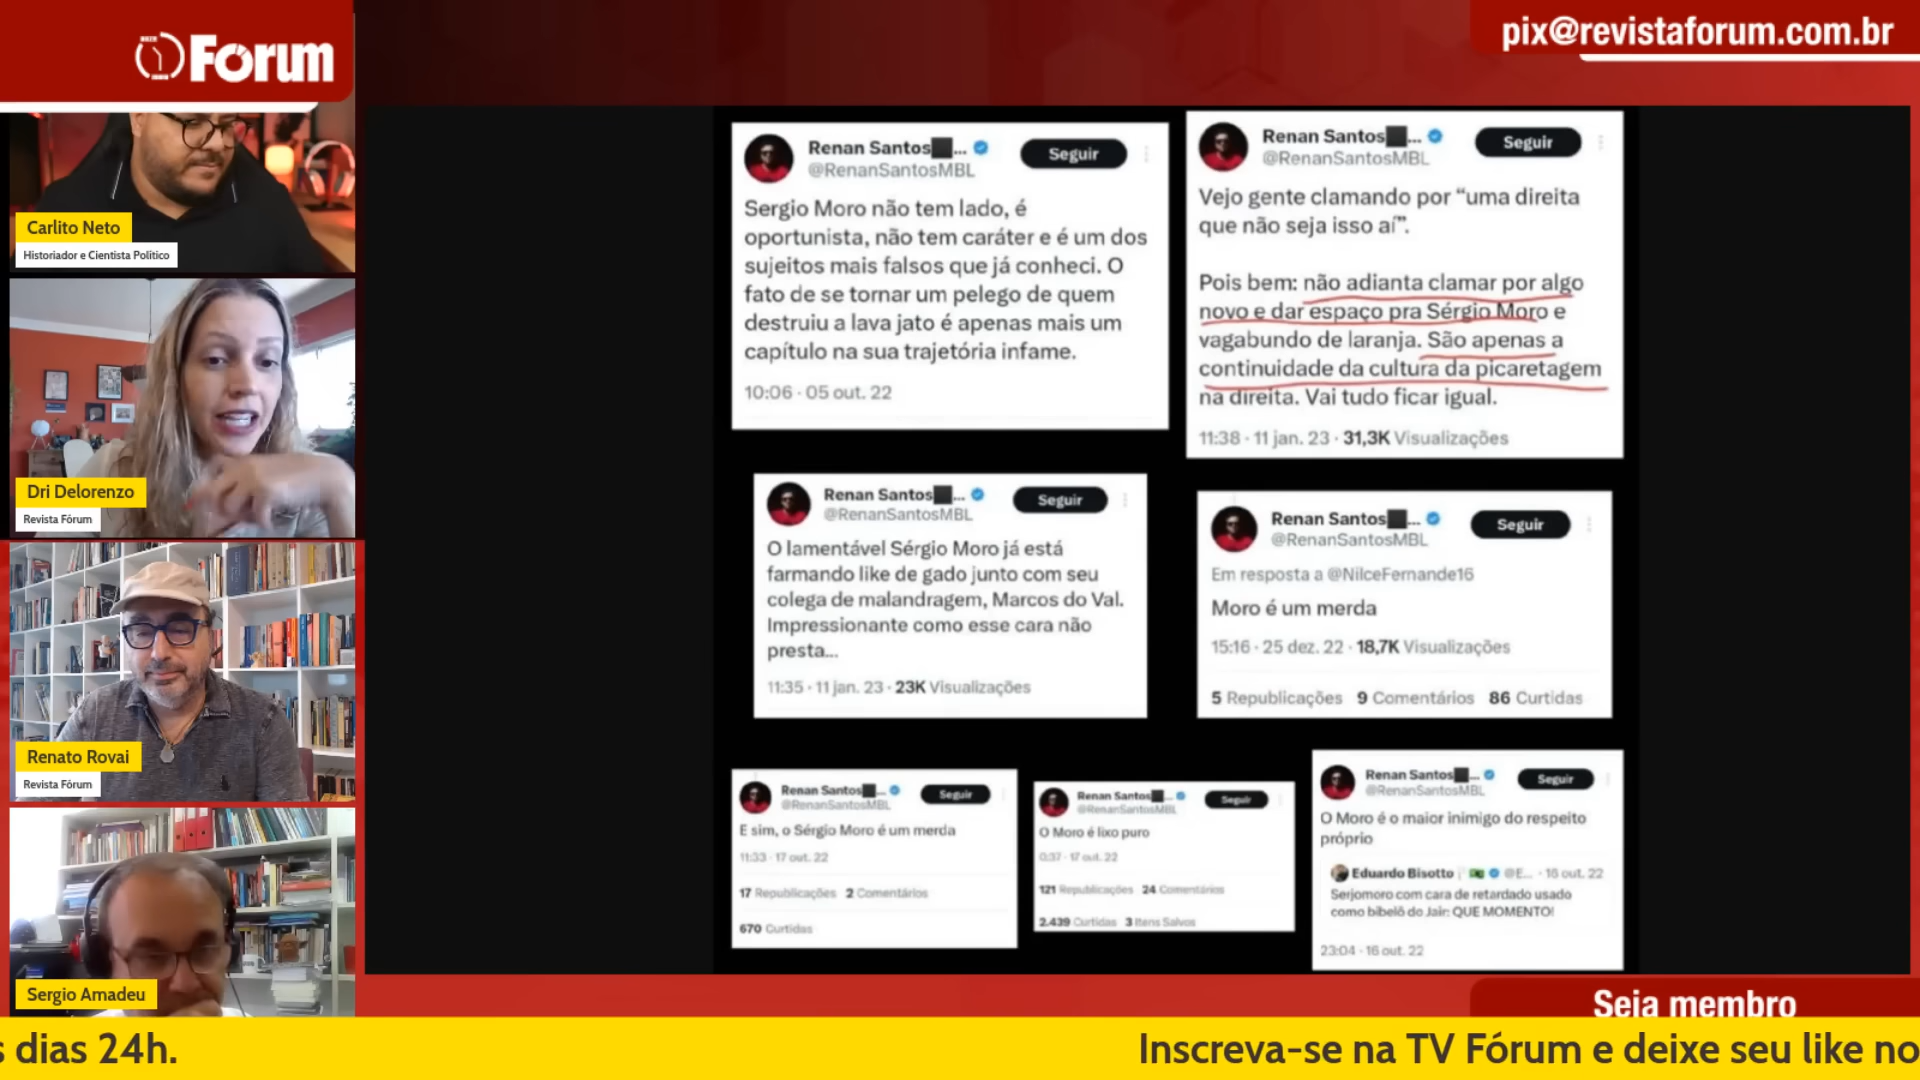 Fórum
pix@revistaforum.com.br
Carlito Neto
Historiador e Cientista Político
Dri Delorenzo
Revista Fórum
Renato Rovai
Revista Fórum
Sergio Amadeu
Renan Santos...
@RenanSantosMBL
Seguir
Sergio Moro não tem lado, é
oportunista, não tem caráter e é um dos
sujeitos mais falsos que já conheci. O
fato de se tornar um pelego de quem
destruiu a lava jato é apenas mais um
capítulo na sua trajetória infame.
10:06 · 05 out. 22
Renan Santos...
@RenanSantosMBL
Seguir
Vejo gente clamando por “uma direita
que não seja isso aí”.
Pois bem: não adianta clamar por algo
novo e dar espaço pra Sérgio Moro e
vagabundo de laranja. São apenas a
continuidade da cultura da picaretagem
na direita. Vai tudo ficar igual.
11:38 · 11 jan. 23 · 31,3K Visualizações
Renan Santos...
@RenanSantosMBL
Seguir
O lamentável Sérgio Moro já está
farmando like de gado junto com seu
colega de malandragem, Marcos do Val.
Impressionante como esse cara não
presta...
11:35 · 11 jan. 23 · 23K Visualizações
Renan Santos...
@RenanSantosMBL
Seguir
Em resposta a @NilceFernande16
Moro é um merda
15:16 · 25 dez. 22 · 18,7K Visualizações
5 Republicações 9 Comentários 86 Curtidas
Renan Santos...
@RenanSantosMBL
Seguir
E sim, o Sérgio Moro é um merda
11:33 · 17 out. 22
17 Republicações 2 Comentários
670 Curtidas
Renan Santos...
@RenanSantosMBL
Seguir
O Moro é lixo puro
0:37 · 17 out. 22
121 Republicações 24 Comentários
2.439 Curtidas 3 Itens Salvos
Renan Santos...
@RenanSantosMBL
Seguir
O Moro é o maior inimigo do respeito
próprio
Eduardo Bisotto @E... · 16 out. 22
Serjomoro com cara de retardado usado
como bibelô do Jair: QUE MOMENTO!
23:04 · 16 out. 22
Seja membro
s dias 24h.
Inscreva-se na TV Fórum e deixe seu like no